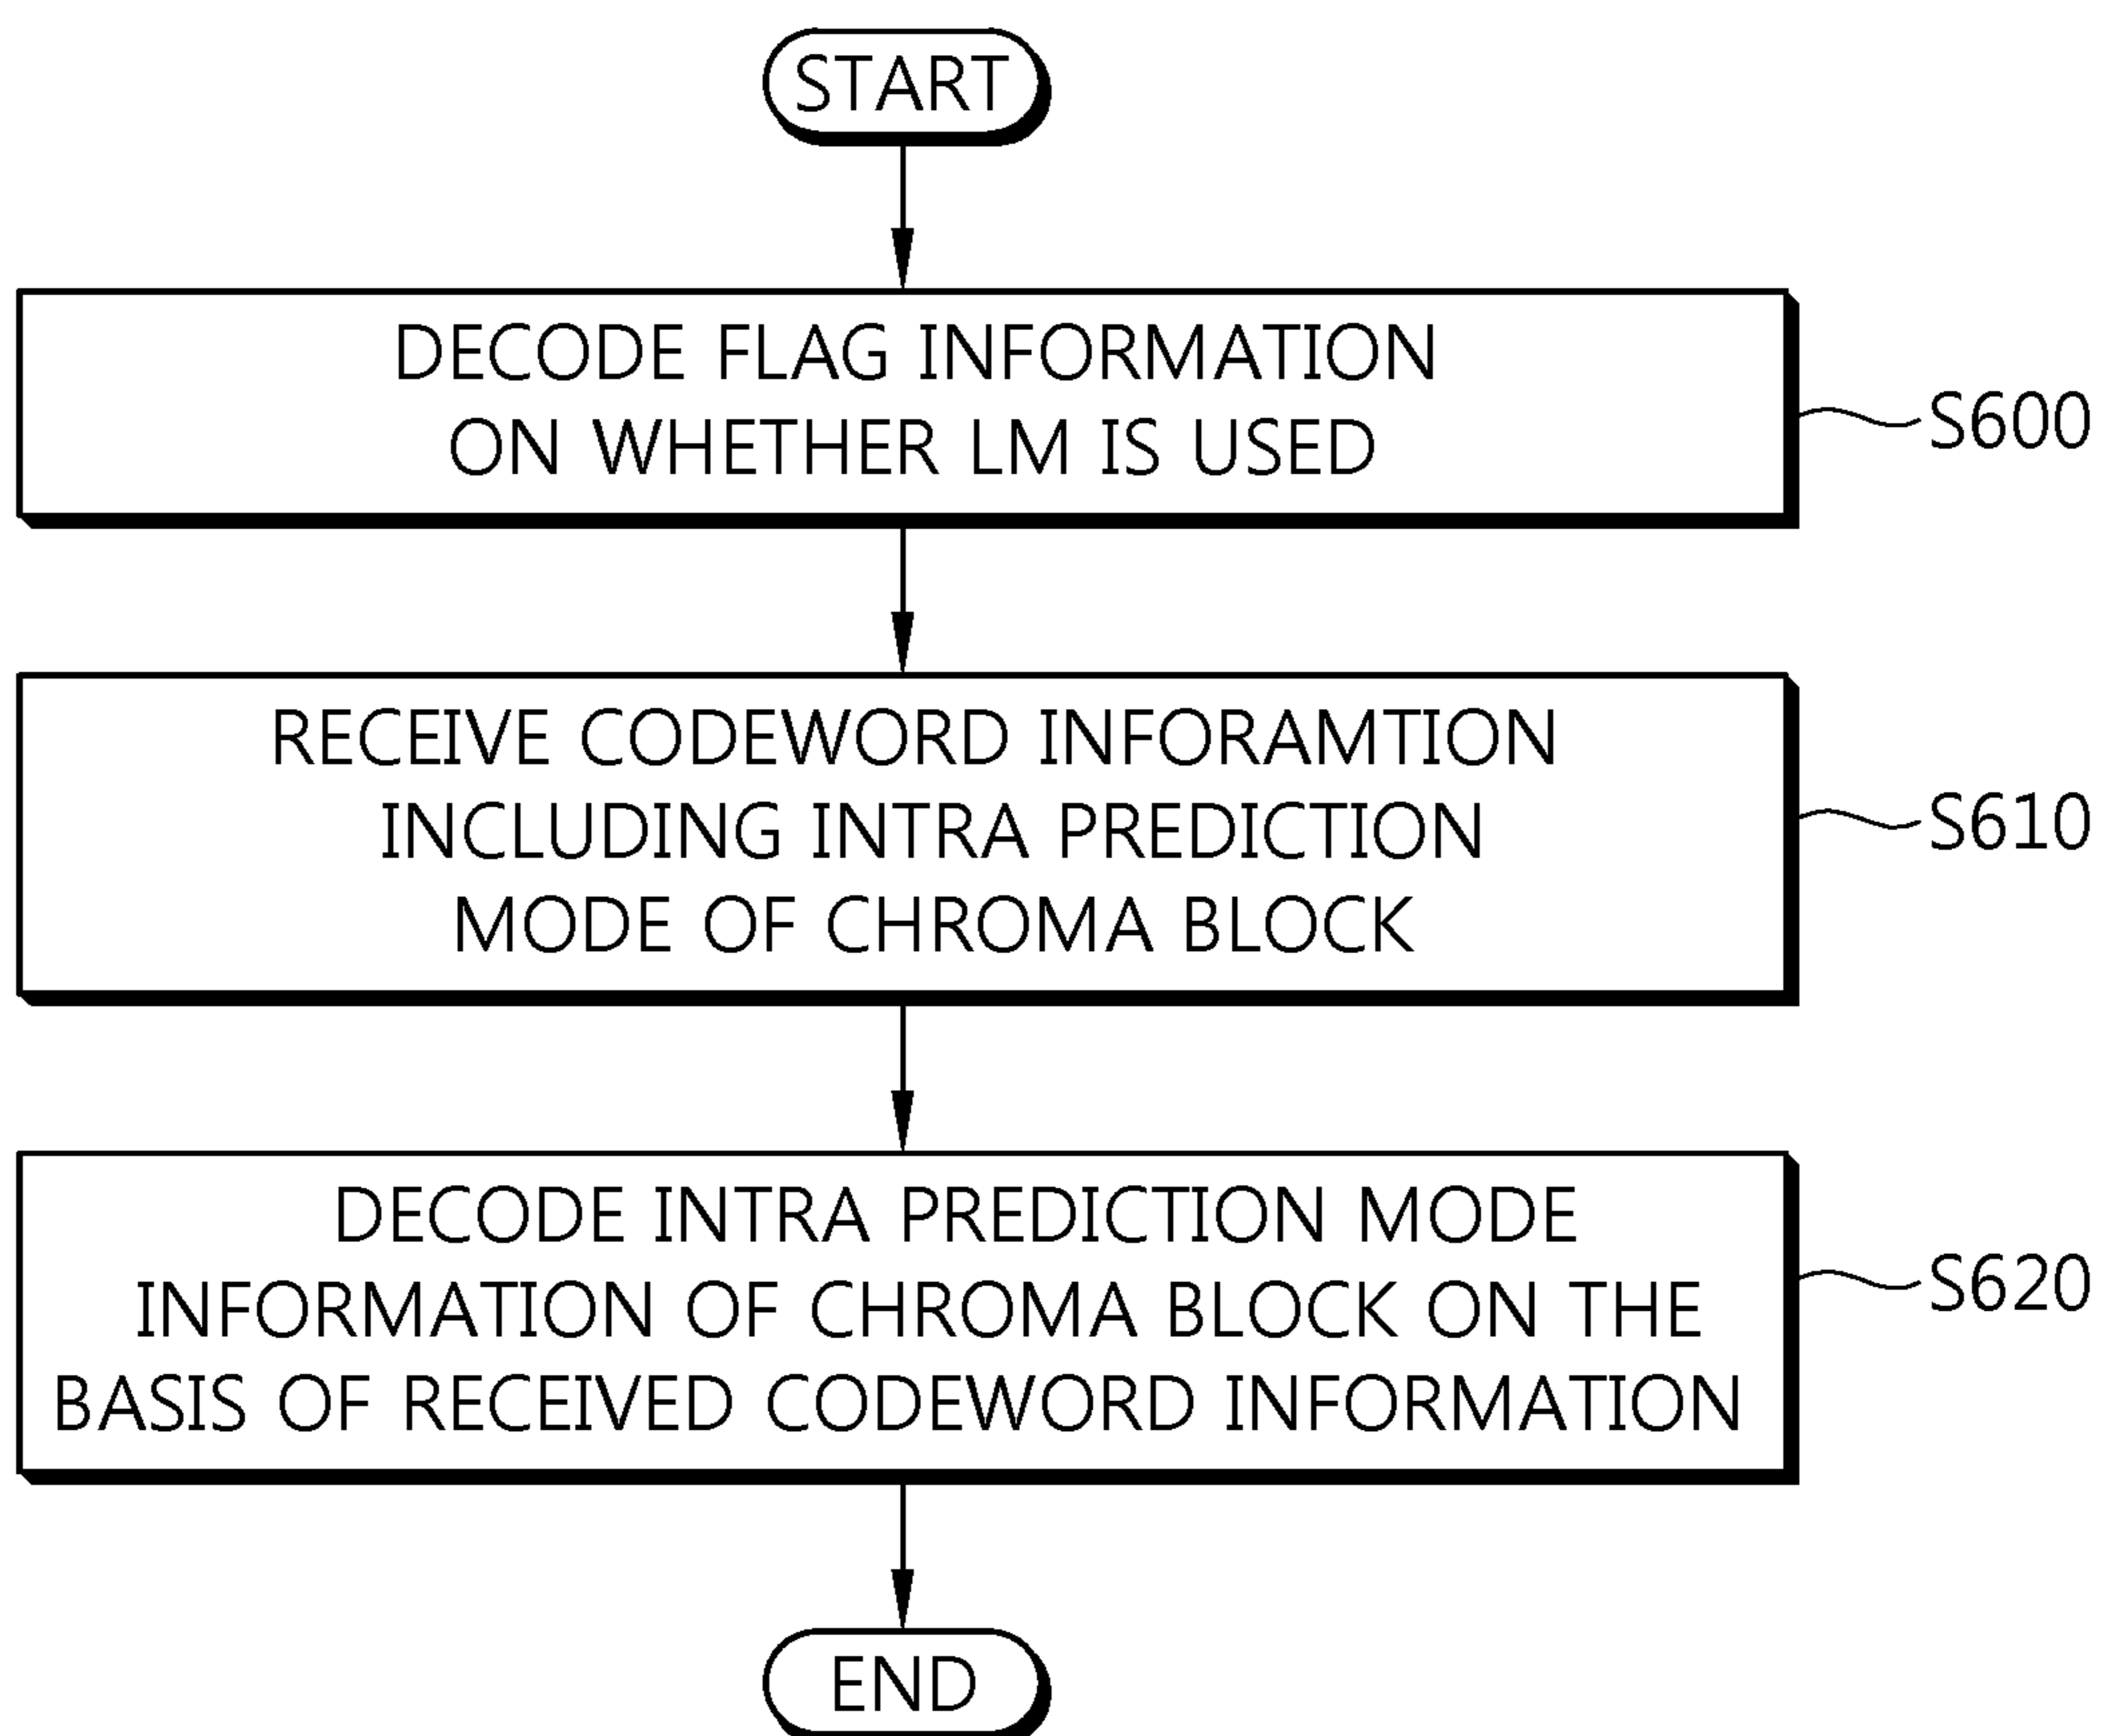 START
DECODE FLAG INFORMATION
ON WHETHER LM IS USED
S600
RECEIVE CODEWORD INFORAMTION
INCLUDING INTRA PREDICTION
MODE OF CHROMA BLOCK
S610
DECODE INTRA PREDICTION MODE
INFORMATION OF CHROMA BLOCK ON THE
BASIS OF RECEIVED CODEWORD INFORMATION
S620
END